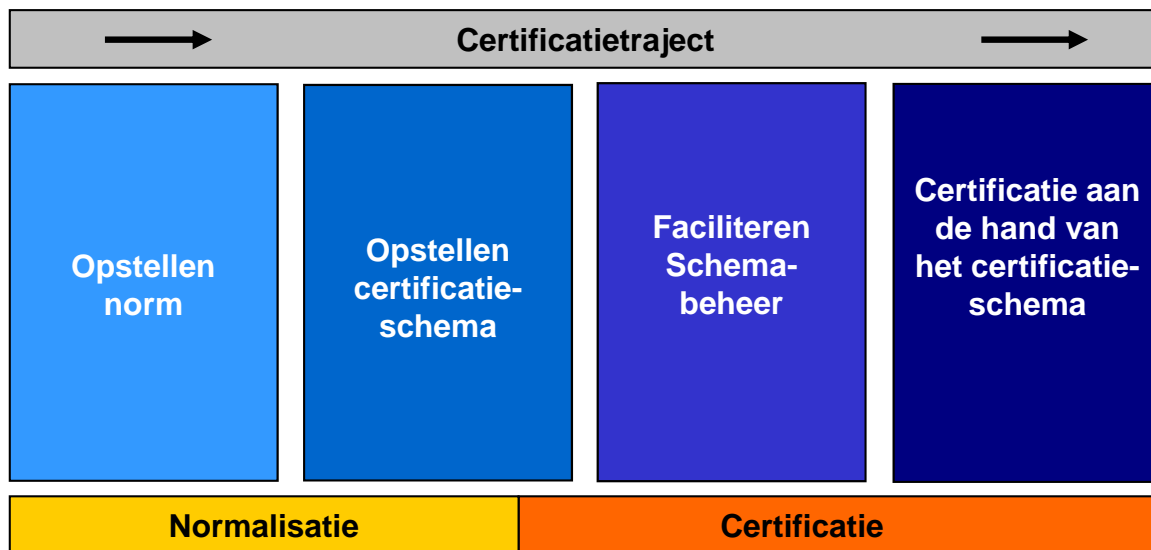 Certificatietraject
Opstellen
norm
Opstellen
certificatie-
schema
Faciliteren
Schema-
beheer
Certificatie aan
de hand van
het certificatie-
schema
Normalisatie
Certificatie